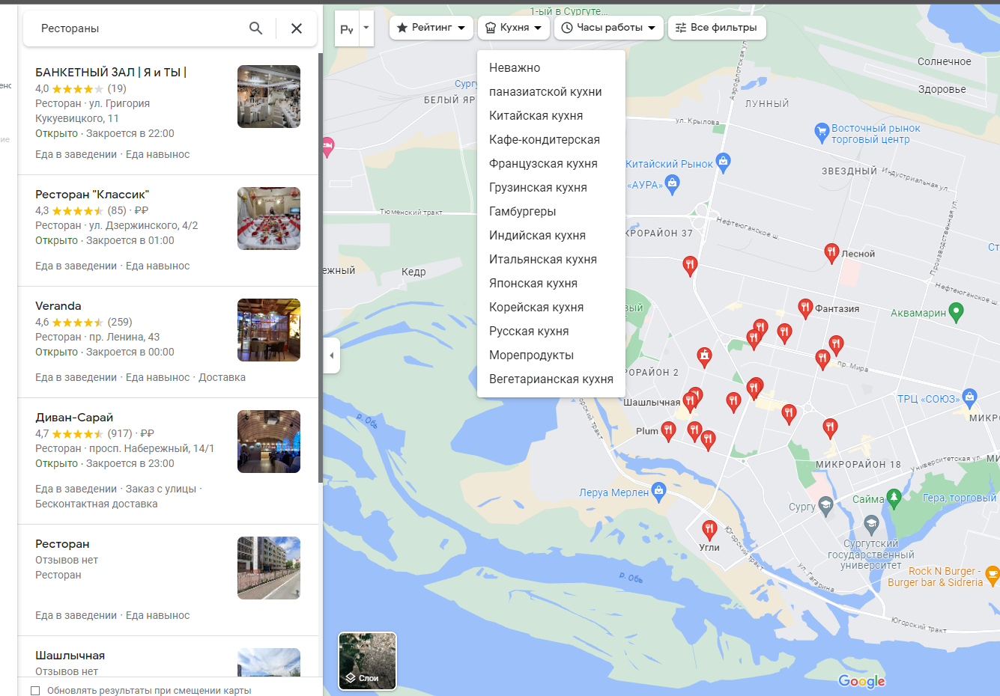 Рестораны
БАНКЕТНЫЙ ЗАЛ | Я и ТЫ |
4,0 (19)
Ресторан · ул. Григория
Кукуевицкого, 11
Открыто · Закроется в 22:00
Еда в заведении · Еда навынос
Ресторан "Классик"
4,3 (85) · ₽₽
Ресторан · ул. Дзержинского, 4/2
Открыто · Закроется в 01:00
Еда в заведении · Еда навынос
Veranda
4,6 (259)
Ресторан · пр. Ленина, 43
Открыто · Закроется в 00:00
Еда в заведении · Еда навынос · Доставка
Диван-Сарай
4,7 (917) · ₽₽
Ресторан · просп. Набережный, 14/1
Открыто · Закроется в 23:00
Еда в заведении · Заказ с улицы ·
Бесконтактная доставка
Ресторан
Отзывов нет
Ресторан
Еда в заведении · Еда навынос
Шашлычная
Отзывов нет
Обновлять результаты при смещении карты
Рейтинг
Кухня
Часы работы
Все фильтры
Неважно
паназиатской кухни
Китайская кухня
Кафе-кондитерская
Французская кухня
Грузинская кухня
Гамбургеры
Индийская кухня
Итальянская кухня
Японская кухня
Корейская кухня
Русская кухня
Морепродукты
Вегетарианская кухня
1-ый в Сургуте...
Аэрофлотская ул.
Солнечное
Здоровье
Сургу
БЕЛЫЙ ЯР
ЛУННЫЙ
ул. Крылова
Восточный рынок
торговый центр
Китайский Рынок
«АУРА»
ЗВЕЗДНЫЙ
Индустриальная ул.
Тюменский тракт
Нефтеюганское ш.
КРОРАЙОН 37
Производственная ул.
Лесной
Ст
ежный
Кедр
Нефтеюганское ш.
вый
Фантазия
Аквамарин
пр. Мира
РОРАЙОН 2
Шашлычная
ТРЦ «СОЮЗ»
МИКР
р. Обь
Югорский тракт
Plum
МИКРОРАЙОН 18
Университетская ул.
МИ
Леруа Мерлен
Сургу
Сайма
Гера, торговый
Угли
Югорский тракт
Сургутский
государственный
университет
ул. Гагарина
р. Обь
Rock N Burger -
Burger bar & Sidreria
Югорский тракт
Слои
Google